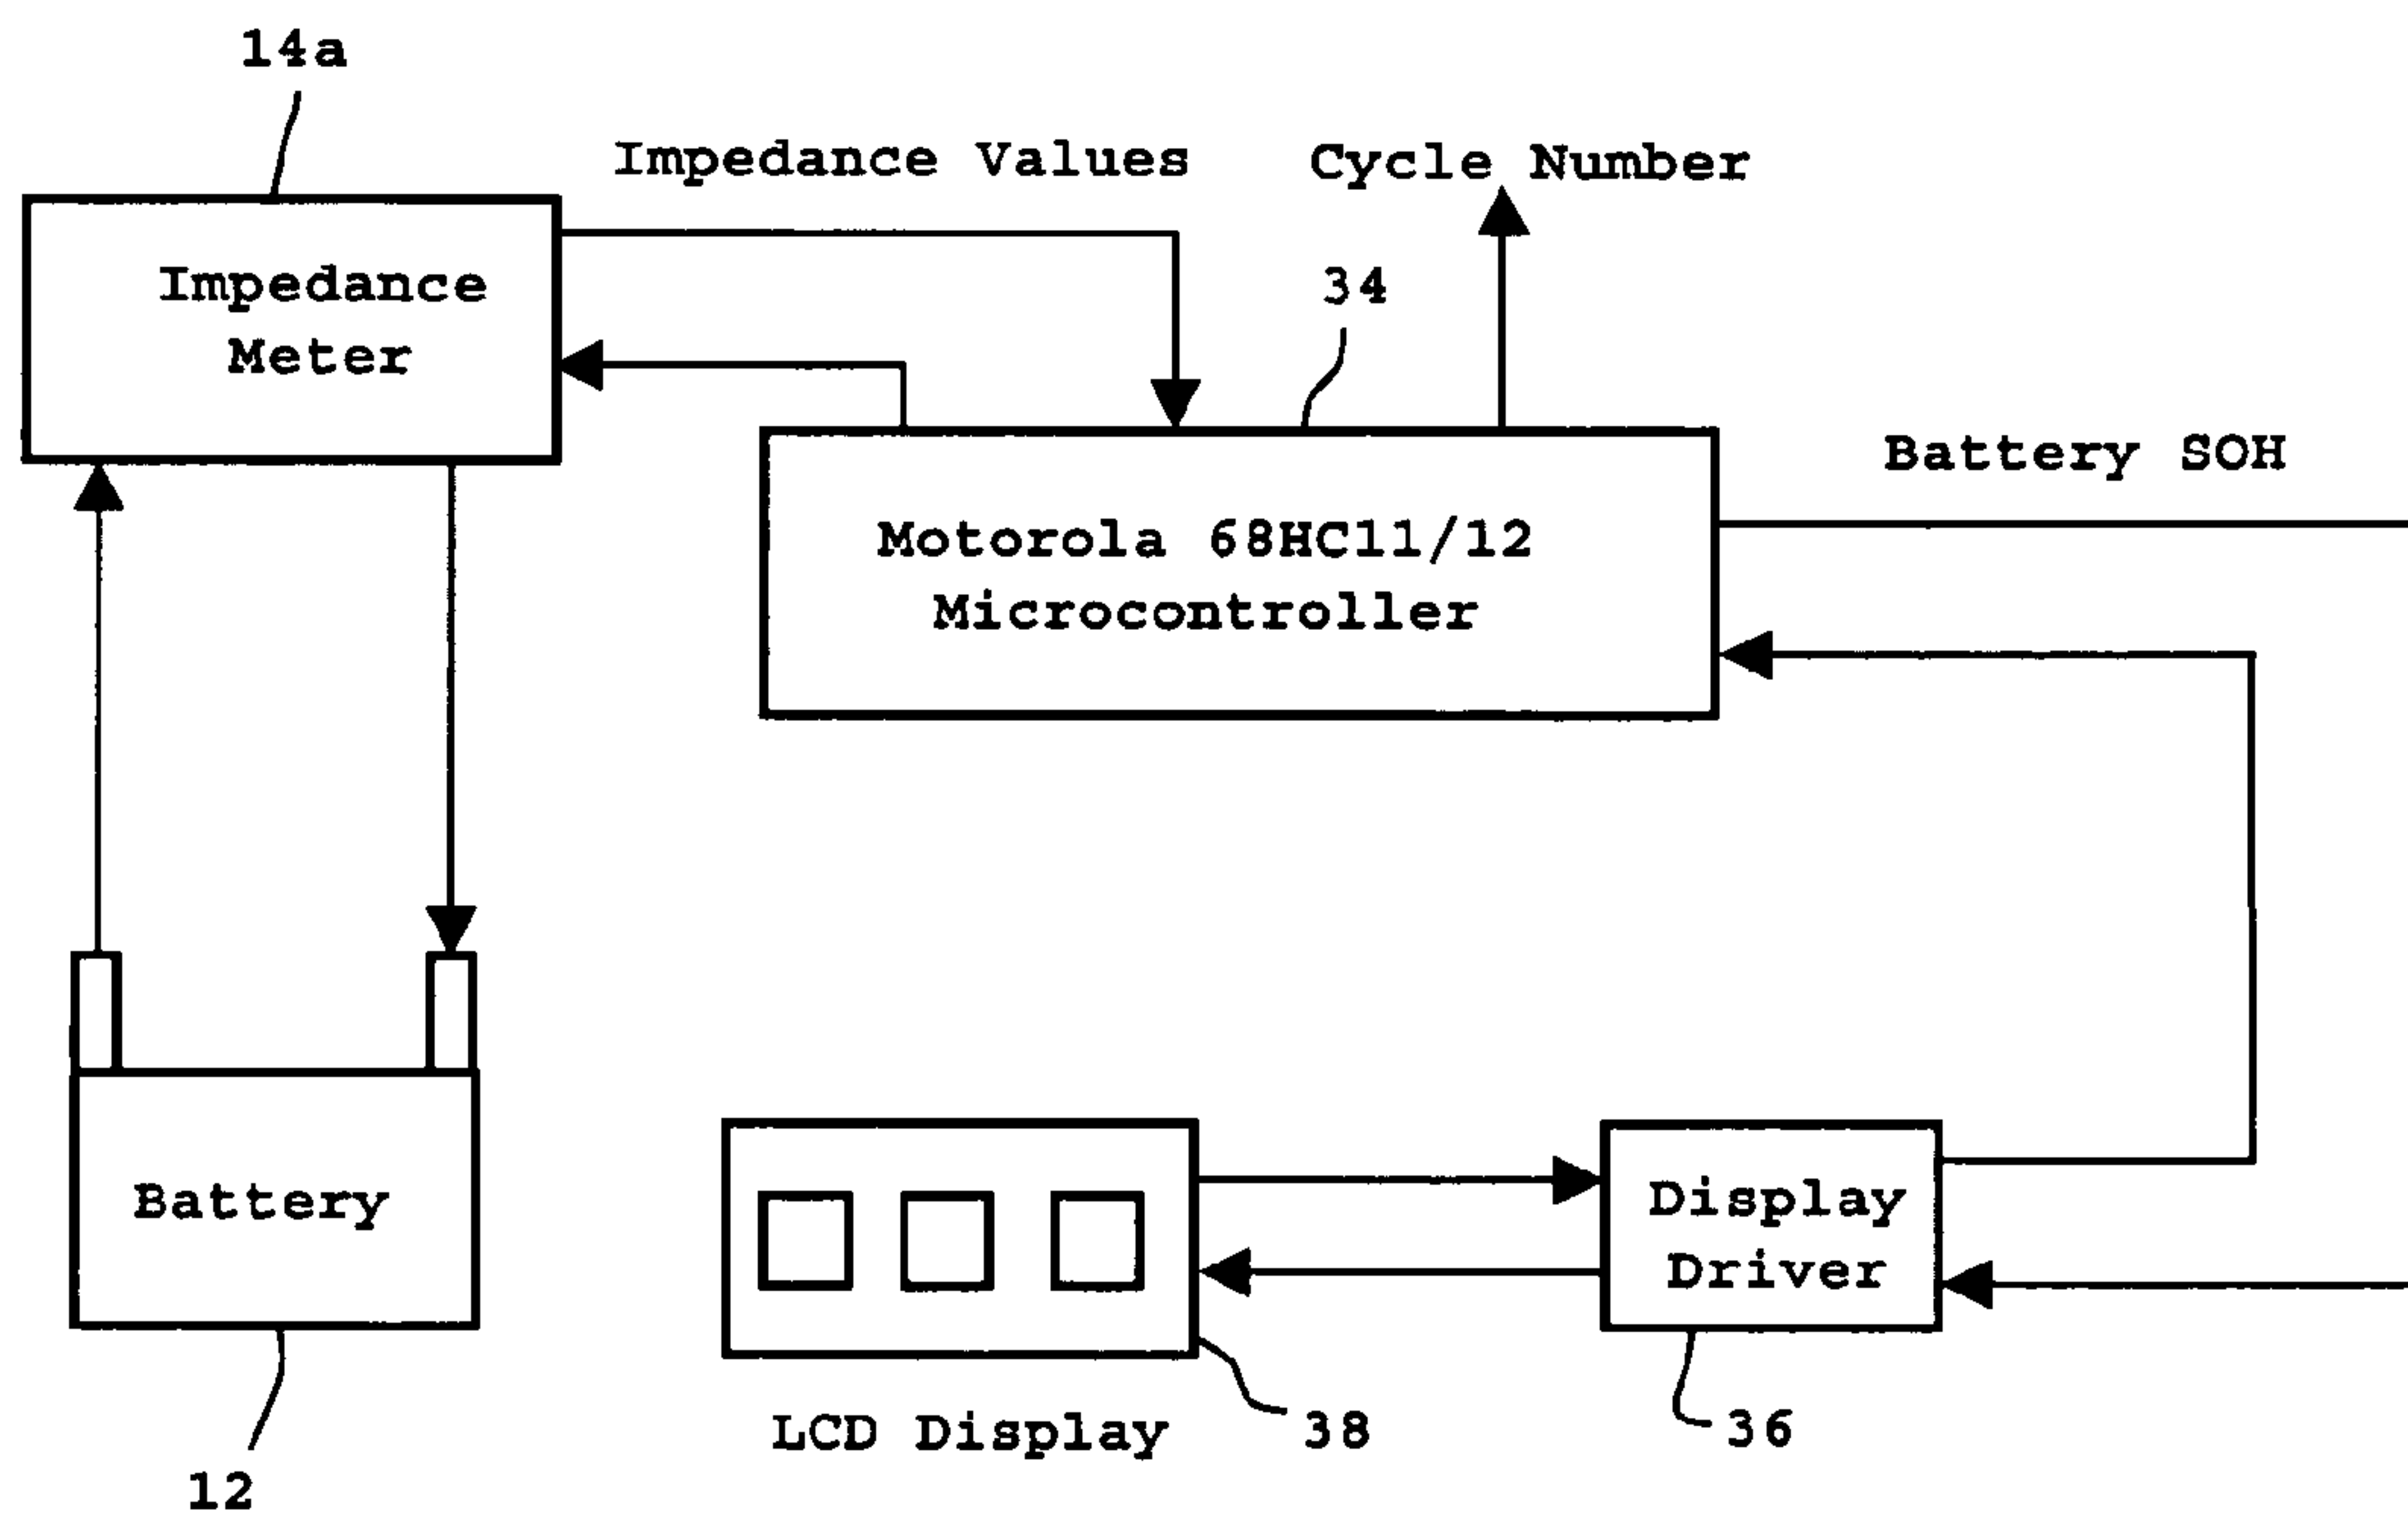 14a
Impedance Values
Cycle Number
Impedance
Meter
34
Battery SOH
Motorola 68HC11/12
Microcontroller
Battery
Display
Driver
LCD Display
38
36
12